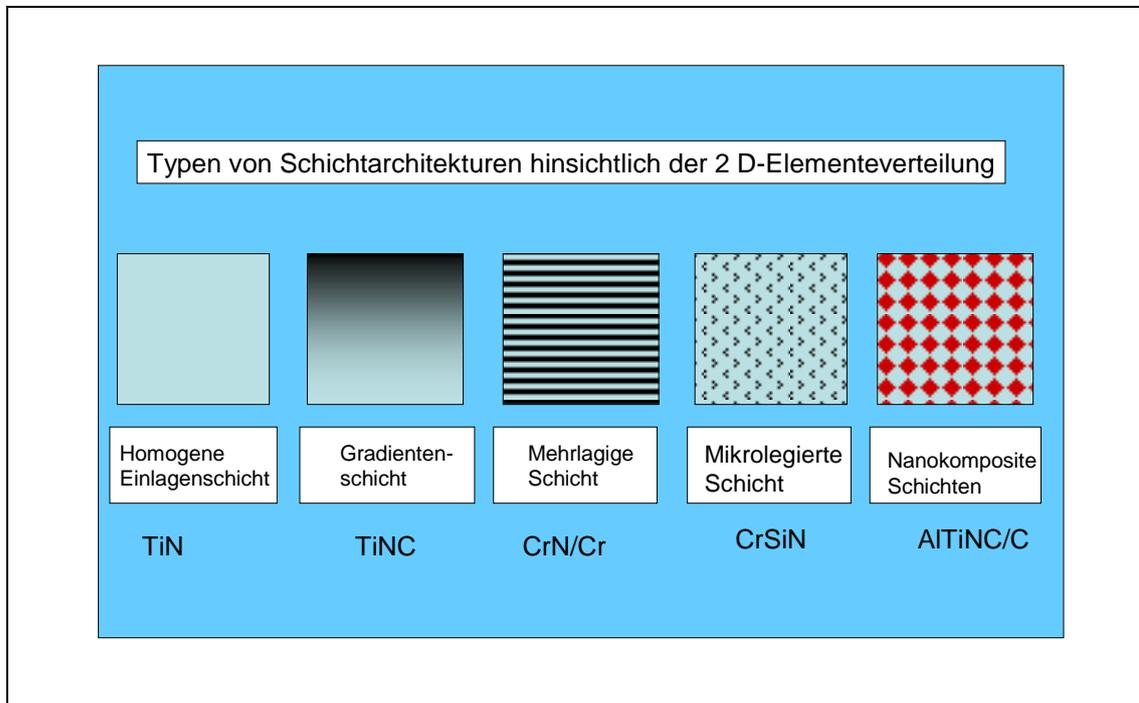 Typen von Schichtarchitekturen hinsichtlich der 2 D-Elementeverteilung
Homogene
Einlagenschicht
Gradienten-
schicht
Mehrlagige
Schicht
Mikrolegierte
Schicht
Nanokomposite
Schichten
TiN
TiNC
CrN/Cr
CrSiN
AlTiNC/C